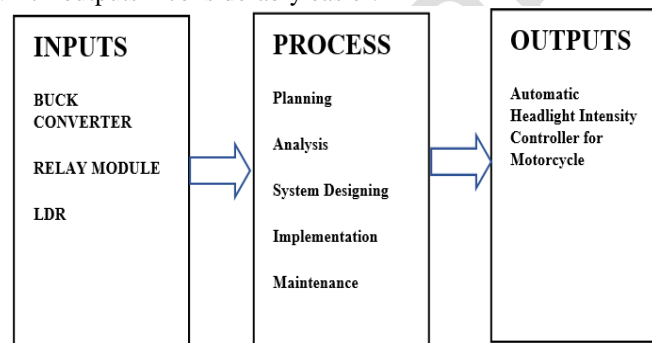 INPUTS
BUCK
CONVERTER
RELAY MODULE
LDR
PROCESS
Planning
Analysis
System Designing
Implementation
Maintenance
OUTPUTS
Automatic
Headlight Intensity
Controller for
Motorcycle